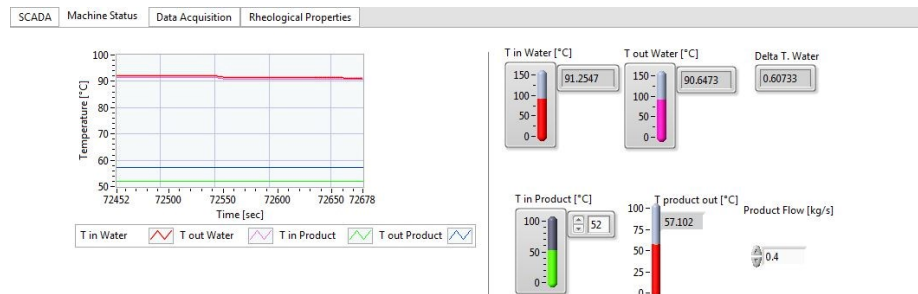 SCADA Machine Status Data Acquisition Rheological Properties
T in Water [°C] T out Water [°C] Delta T. Water
91.2547 90.6473 0.60733
150 150
100 100
50 50
0 0
100
90
80
70
60
50
Temperature [°C]
72452 72500 72550 72600 72650 72678
Time [sec]
T in Water T out Water T in Product T out Product
T in Product [°C] T product out [°C] Product Flow [kg/s]
52 57.102 0.4
100 100
75
50 50
25
0 0